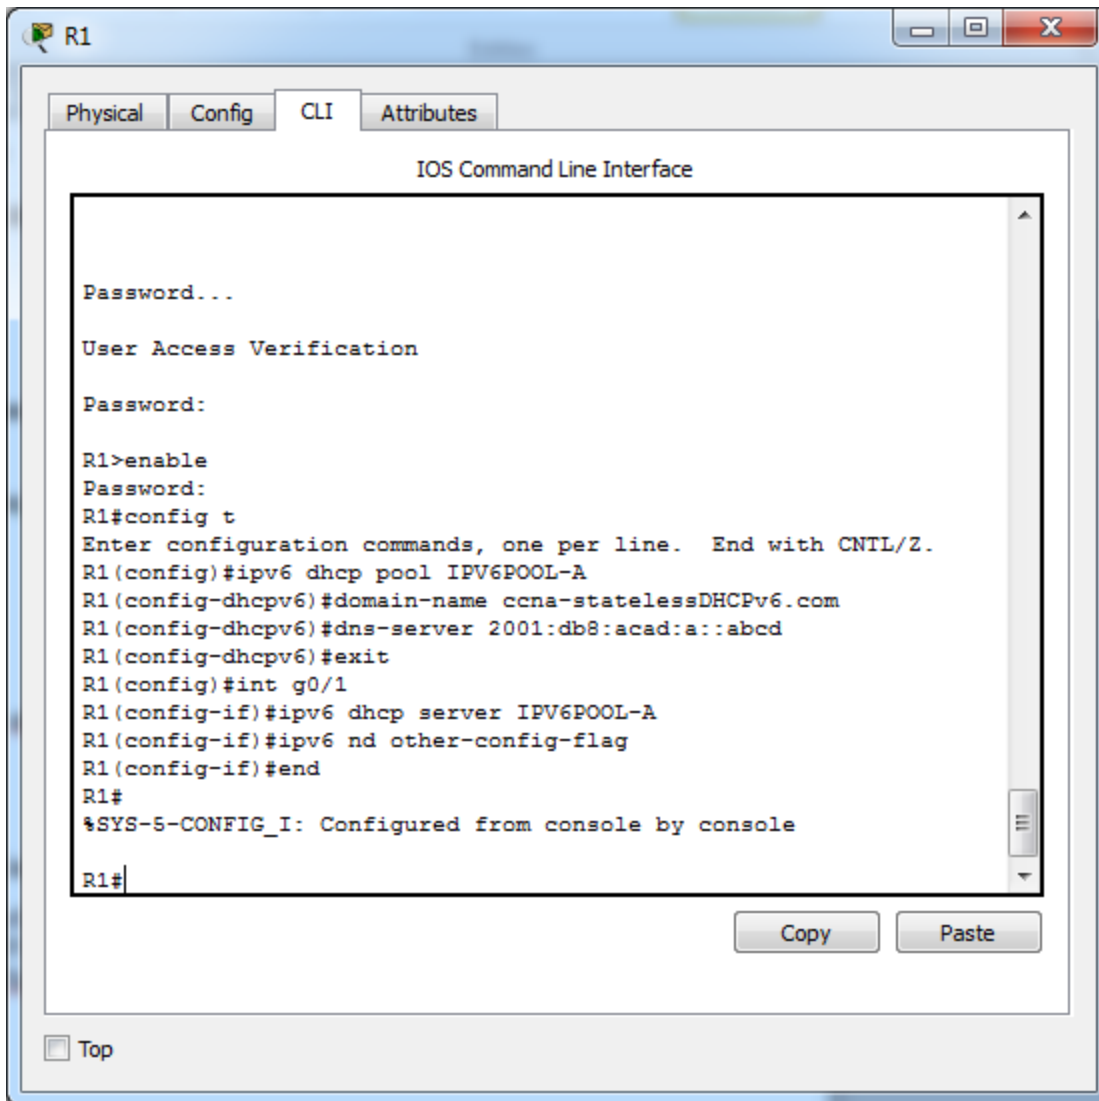 R1
Physical Config CLI Attributes
IOS Command Line Interface
Password...
User Access Verification
Password:
R1>enable
Password:
R1#config t
Enter configuration commands, one per line.  End with CNTL/Z.
R1(config)#ipv6 dhcp pool IPV6POOL-A
R1(config-dhcpv6)#domain-name ccna-statelessDHCPv6.com
R1(config-dhcpv6)#dns-server 2001:db8:acad:a::abcd
R1(config-dhcpv6)#exit
R1(config)#int g0/1
R1(config-if)#ipv6 dhcp server IPV6POOL-A
R1(config-if)#ipv6 nd other-config-flag
R1(config-if)#end
R1#
%SYS-5-CONFIG_I: Configured from console by console
R1#
Copy Paste
Top